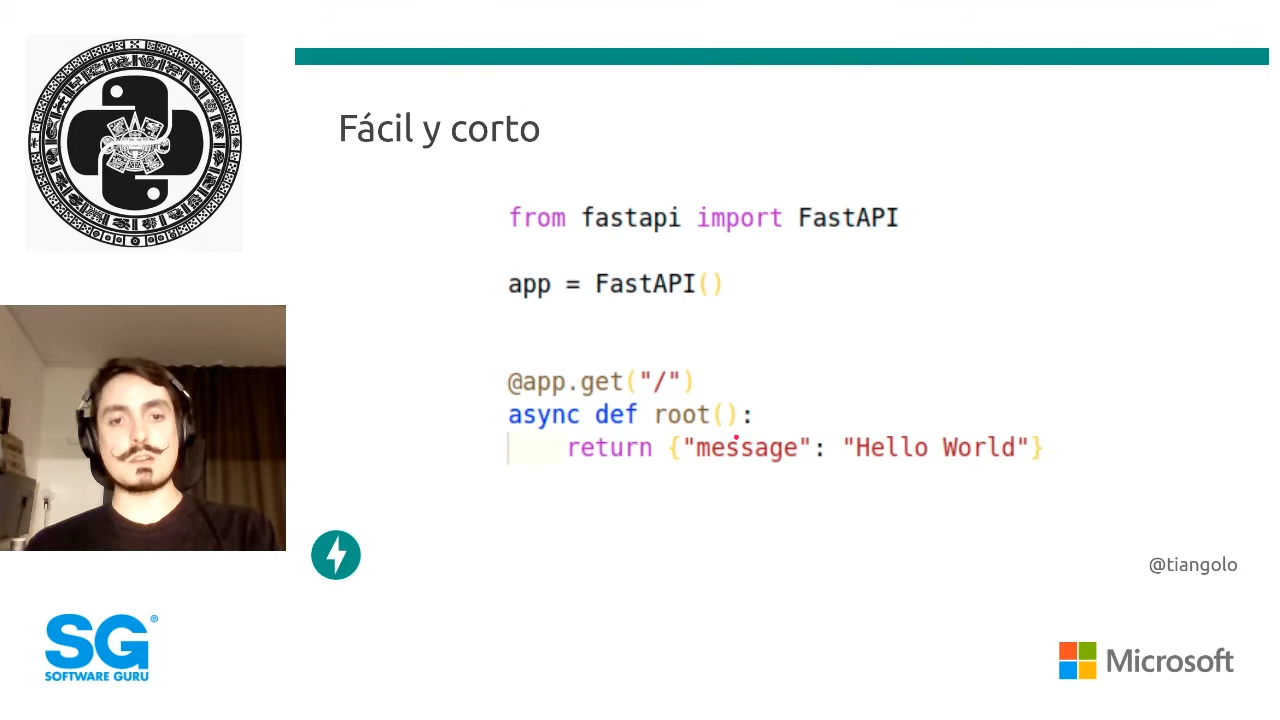 Fácil y corto
from fastapi import FastAPI
app = FastAPI()
@app.get("/")
async def root():
    return {"message": "Hello World"}
@tiangolo
SG®
SOFTWARE GURU
Microsoft